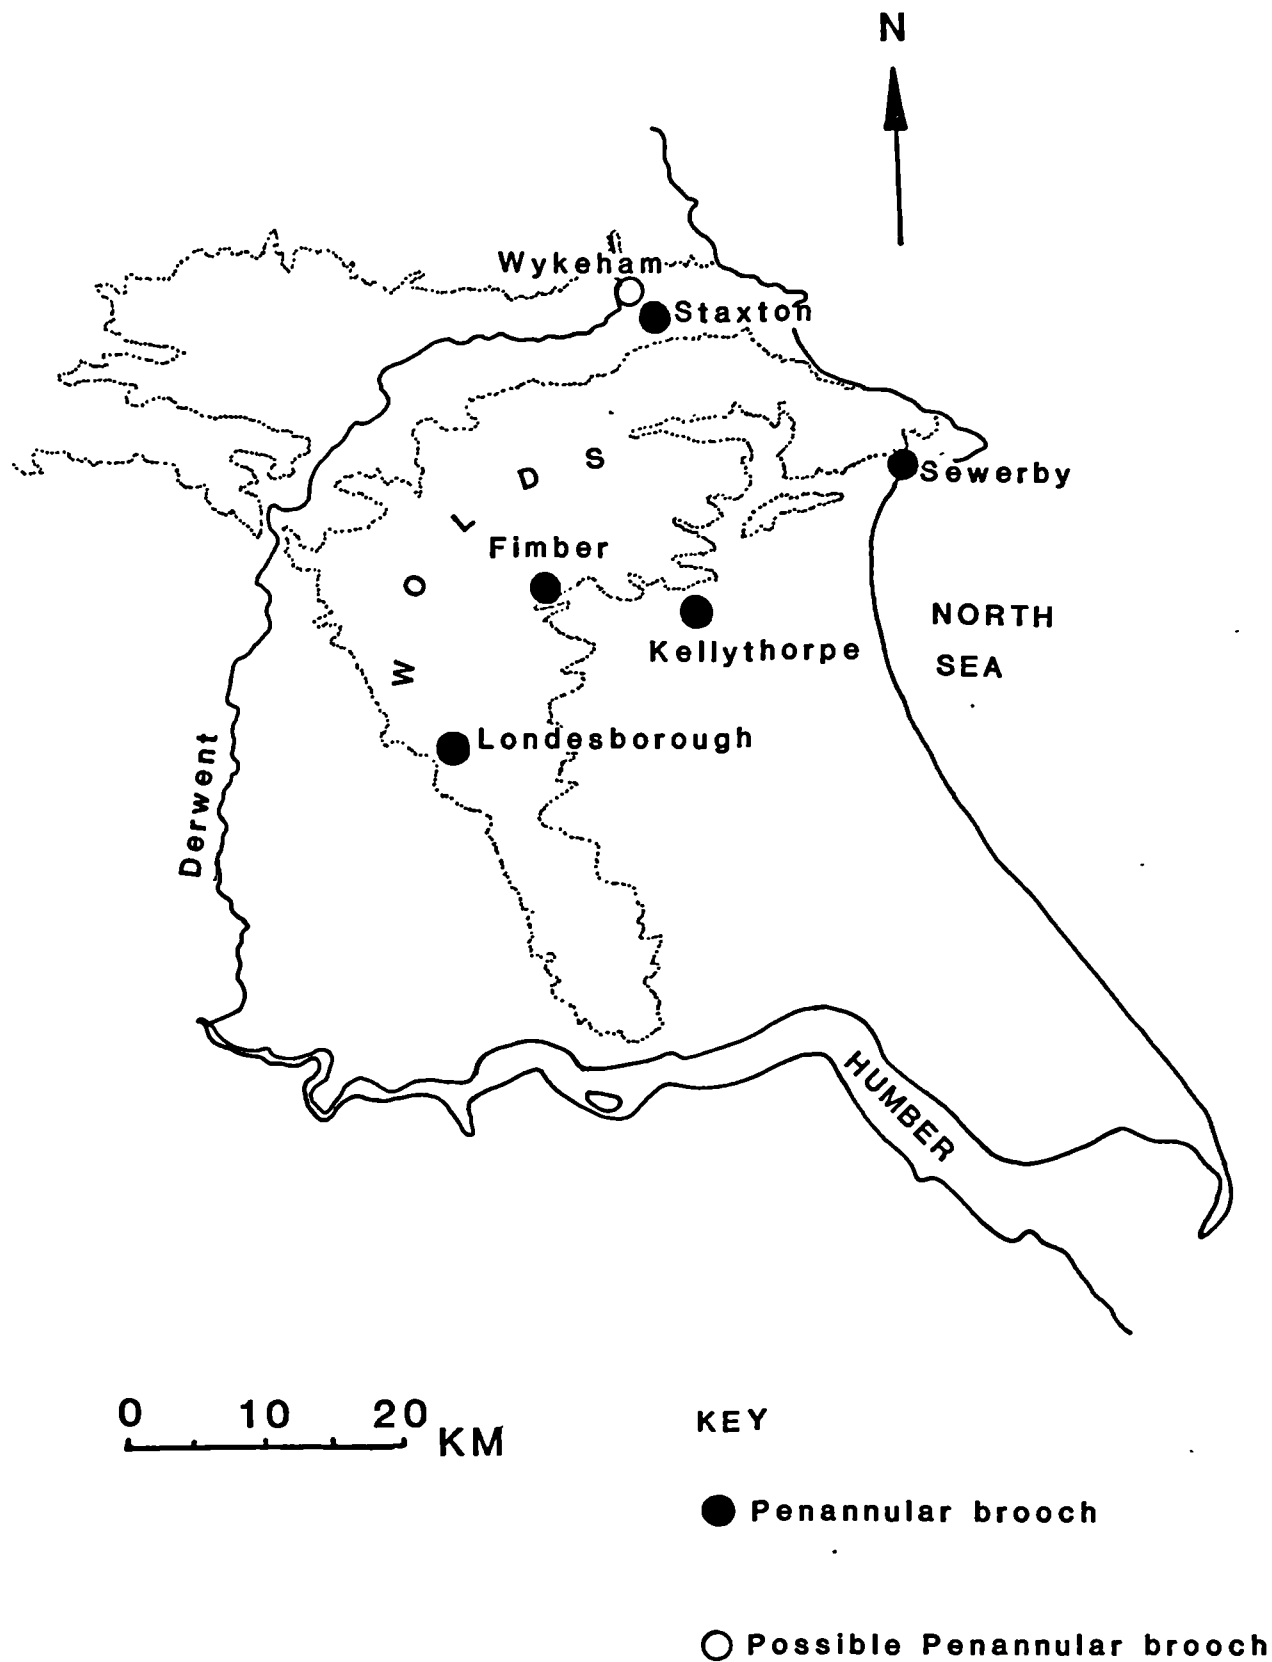 N
Wykeham
Staxton
WOLDS
Sewerby
Fimber
NORTH
SEA
Kellythorpe
Londesborough
Derwent
HUMBER
0 10 20
KM
KEY
Penannular brooch
Possible Penannular brooch